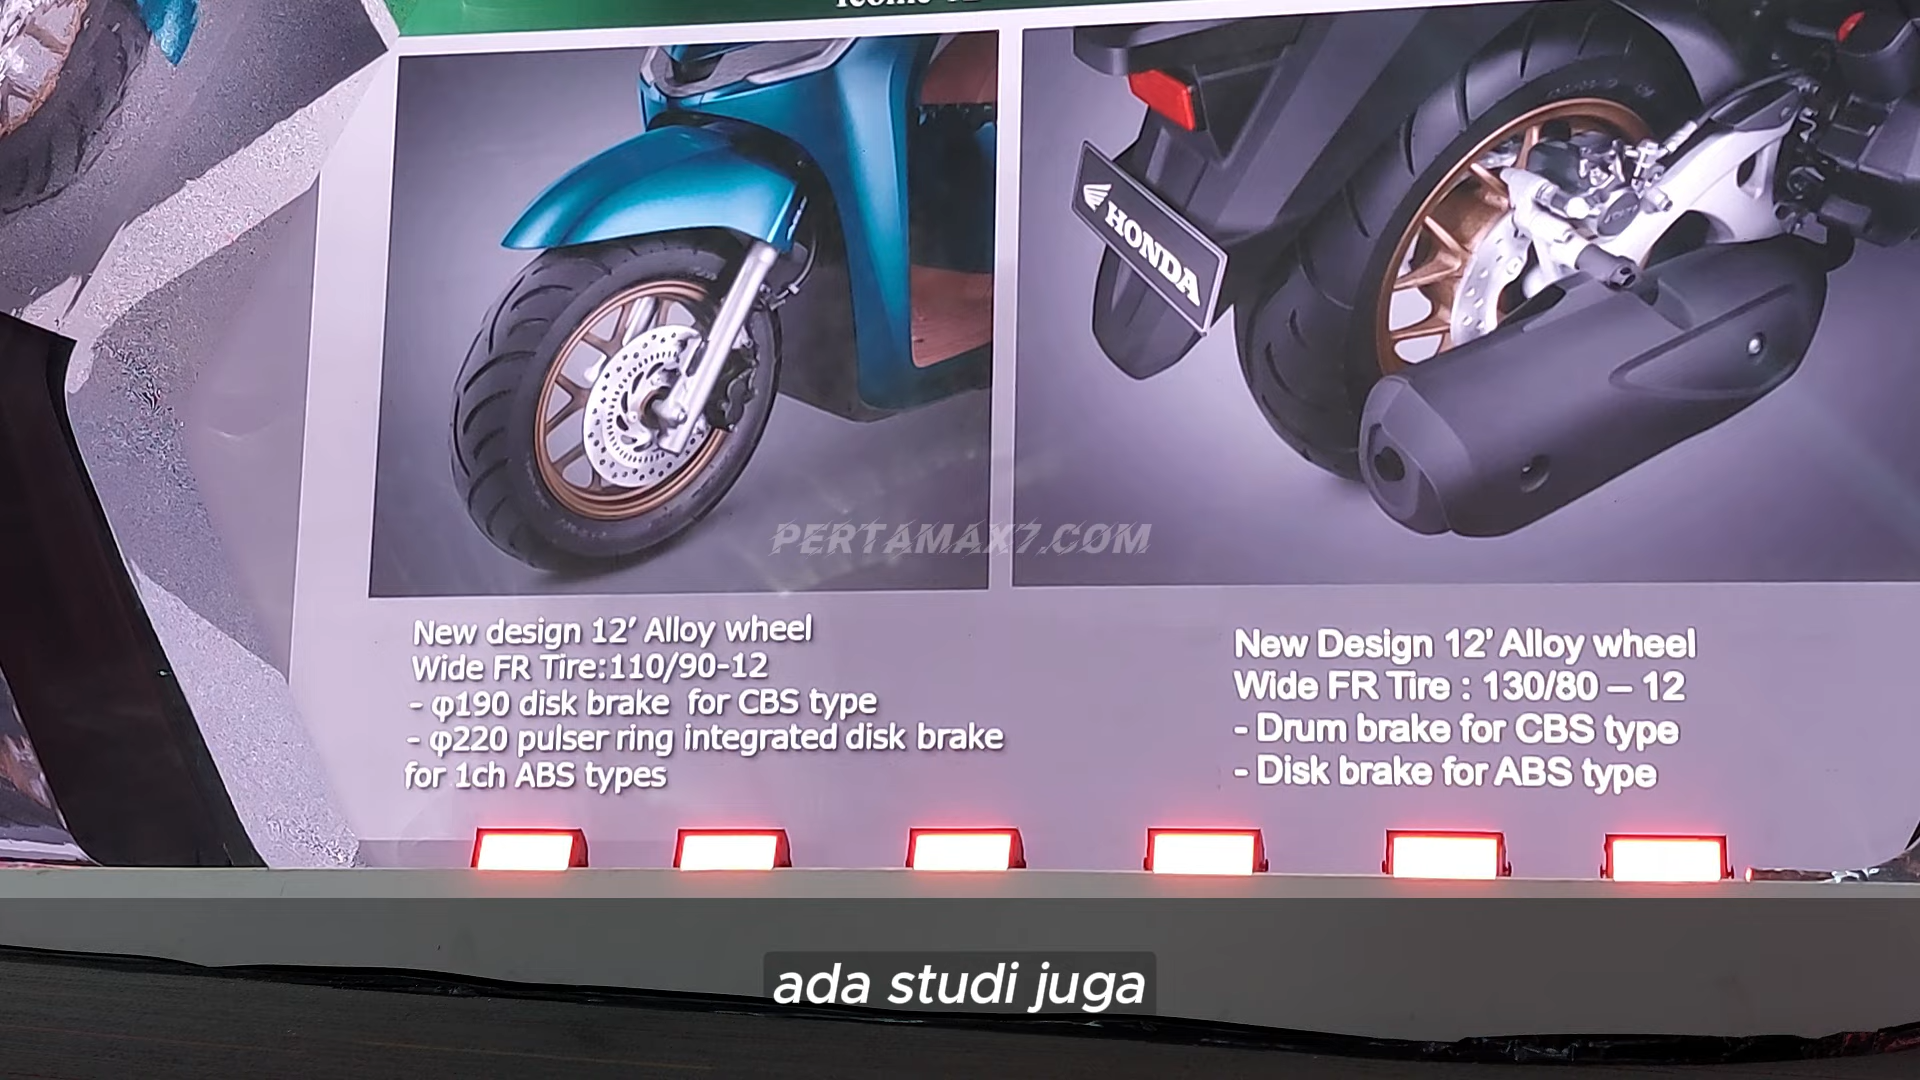 New design 12' Alloy wheel
Wide FR Tire:110/90-12
- φ190 disk brake for CBS type
- φ220 pulser ring integrated disk brake
for 1ch ABS types
HONDA
New Design 12' Alloy wheel
Wide FR Tire : 130/80 – 12
- Drum brake for CBS type
- Disk brake for ABS type
PERTAMAX7.COM
ada studi juga